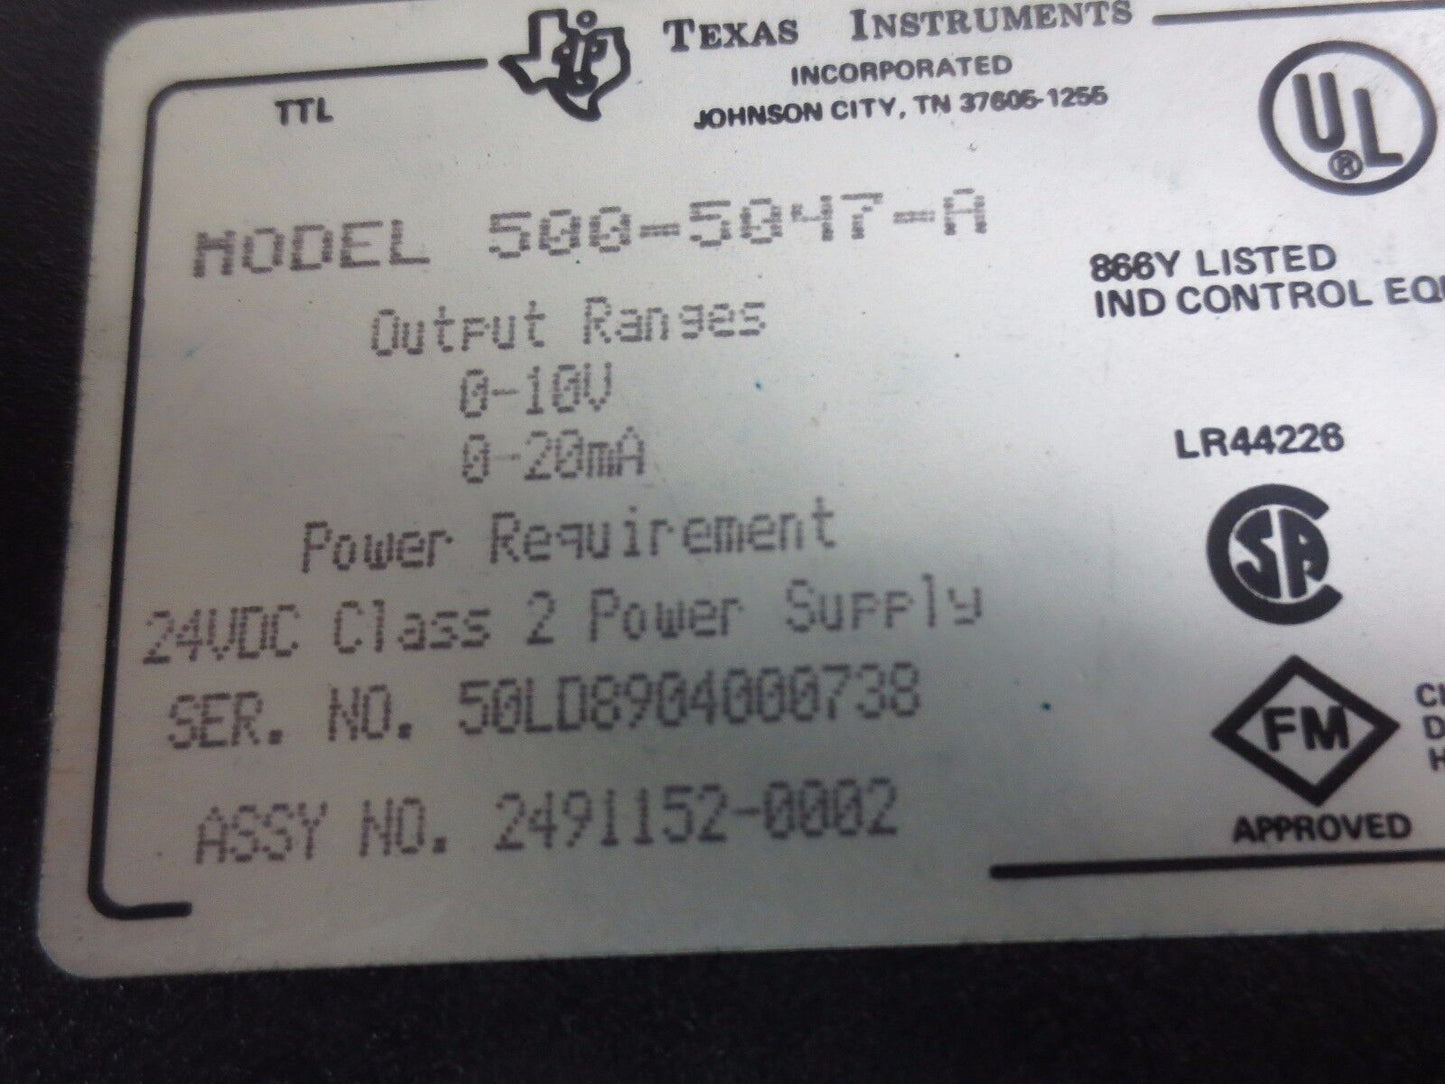 TEXAS INSTRUMENTS
INCORPORATED
JOHNSON CITY, TN 37605-1255
TTL
UL
®
MODEL 500-5047-A
Output Ranges
0-10V
0-20mA
Power Requirement
24VDC Class 2 Power Supply
SER. NO. 50LD8904000738
ASSY NO. 2491152-0002
866Y LISTED
IND CONTROL
LR44226
SA
FM
APPROVED